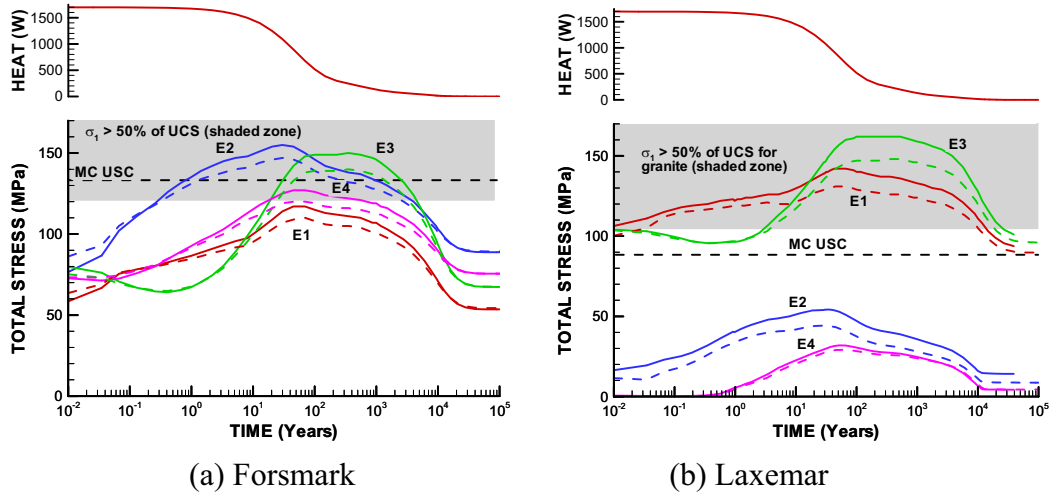 HEAT (W)
1500
1000
500
0
TOTAL STRESS (MPa)
150
100
50
0
σ1 > 50% of UCS (shaded zone)
MC USC
E2
E3
E4
E1
10-2 10-1 100 101 102 103 104 105
TIME (Years)
(a) Forsmark
HEAT (W)
1500
1000
500
0
TOTAL STRESS (MPa)
150
100
50
0
σ1 > 50% of UCS for
granite (shaded zone)
E3
E1
MC USC
E2
E4
10-2 10-1 100 101 102 103 104 105
TIME (Years)
(b) Laxemar